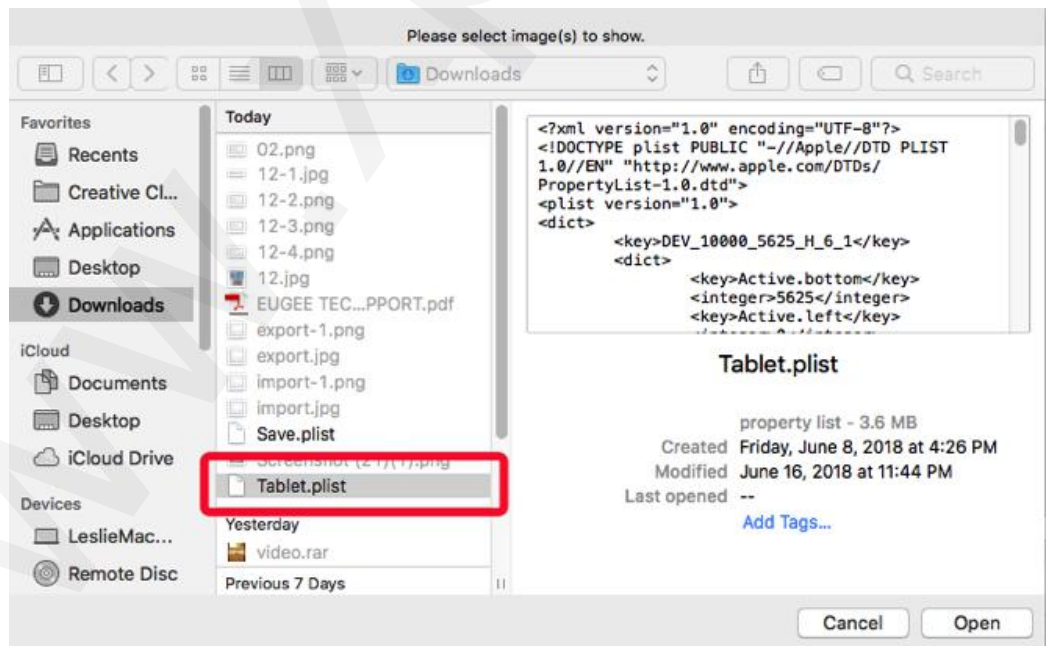 Please select image(s) to show.
Downloads
Search
Favorites
Recents
Creative Cl...
Applications
Desktop
Downloads
iCloud
Documents
Desktop
iCloud Drive
Devices
LeslieMac...
Remote Disc
Today
02.png
12-1.jpg
12-2.png
12-3.png
12-4.png
12.jpg
EUGEE TEC...PPORT.pdf
export-1.png
export.jpg
import-1.png
import.jpg
Save.plist
Screenshot (21)(1).png
Tablet.plist
Yesterday
video.rar
Previous 7 Days
<?xml version="1.0" encoding="UTF-8"?>
<!DOCTYPE plist PUBLIC "-//Apple//DTD PLIST
1.0//EN" "http://www.apple.com/DTDs/
PropertyList-1.0.dtd">
<plist version="1.0">
<dict>
<key>DEV_10000_5625_H_6_1</key>
<dict>
<key>Active.bottom</key>
<integer>5625</integer>
<key>Active.left</key>
Tablet.plist
property list - 3.6 MB
Created Friday, June 8, 2018 at 4:26 PM
Modified June 16, 2018 at 11:44 PM
Last opened --
Add Tags...
Cancel
Open